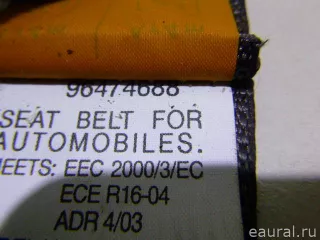 96474688
SEAT BELT FOR
AUTOMOBILES.
MEETS: EEC 2000/3/EC
ECE R16-04
ADR 4/03
eaural.ru